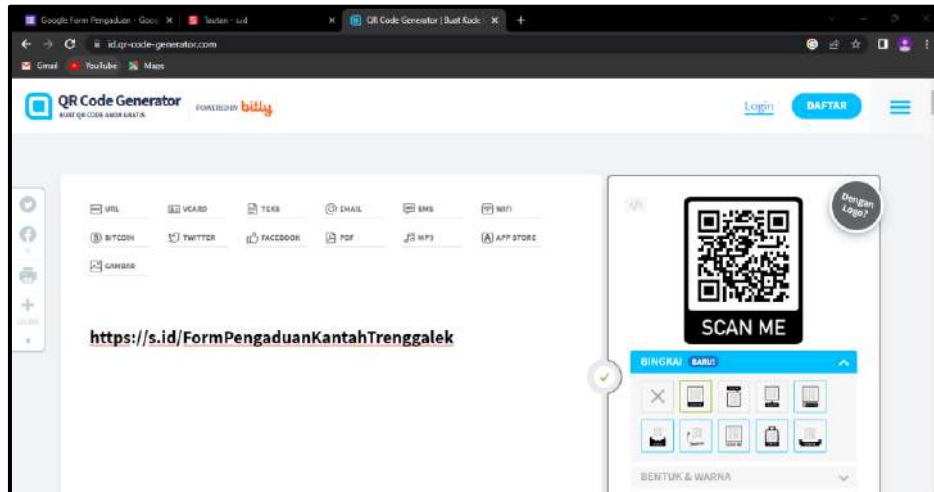 Google Form Pengaduan - Goo
Tautan - s.id
QR Code Generator | Buat Kode
id.qr-code-generator.com
Gmail YouTube Maps
QR Code Generator
BUAT QR CODE ANDA GRATIS
POWERED BY bitly
Login DAFTAR
URL VCARD TEKS EMAIL SMS WIFI
BITCOIN TWITTER FACEBOOK PDF MP3 APP STORE
GAMBAR
Dengan
Logo?
https://s.id/FormPengaduanKantahTrenggalek
SCAN ME
BINGKAI BARU!
BENTUK & WARNA